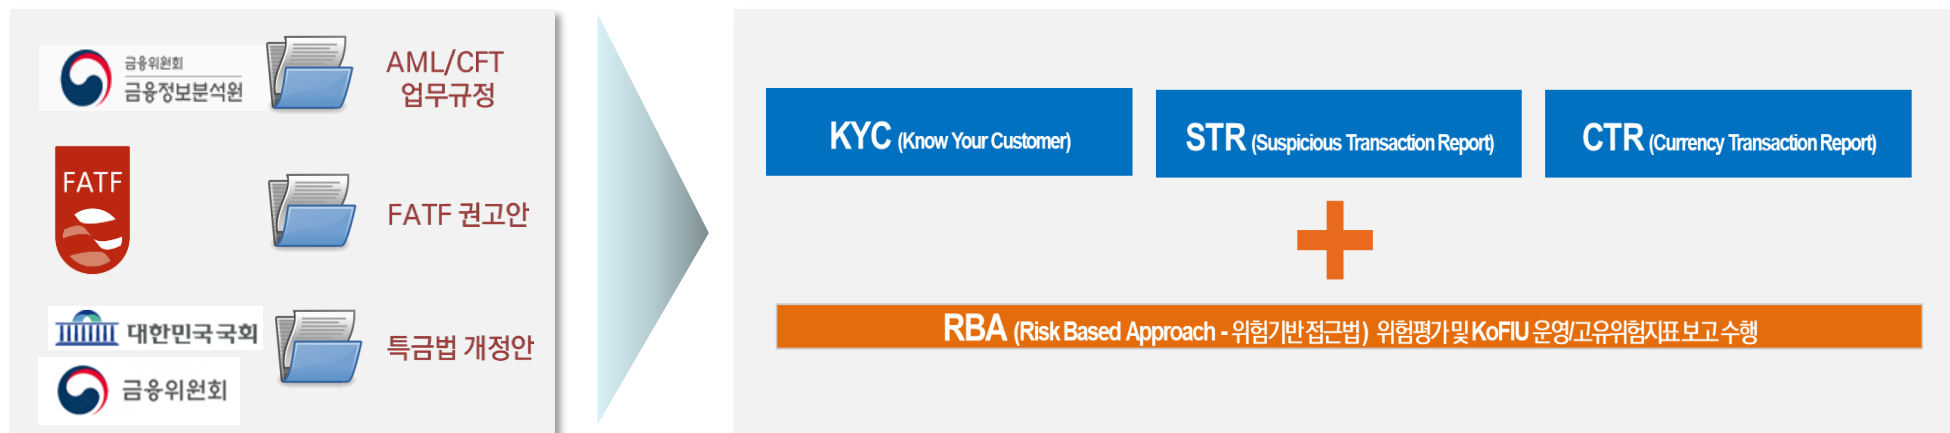 금융위원회
금융정보분석원
AML/CFT
업무규정
FATF
FATF 권고안
대한민국국회
금융위원회
특금법 개정안
KYC (Know Your Customer)
STR (Suspicious Transaction Report)
CTR (Currency Transaction Report)
RBA (Risk Based Approach - 위험기반 접근법) 위험평가 및 KoFIU 운영/고유위험지표 보고 수행